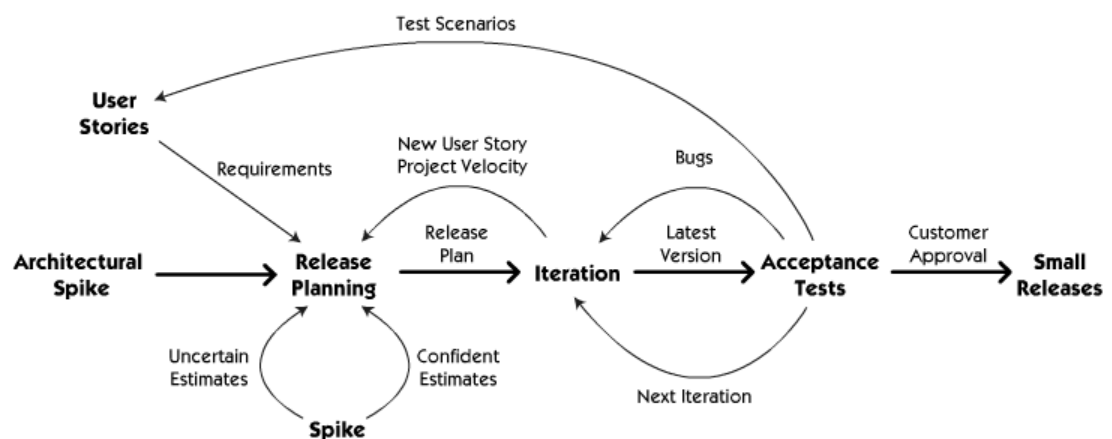 Test Scenarios
User
Stories
New User Story
Project Velocity
Bugs
Requirements
Release
Plan
Latest
Version
Customer
Approval
Architectural
Spike
Release
Planning
Iteration
Acceptance
Tests
Small
Releases
Uncertain
Estimates
Confident
Estimates
Next Iteration
Spike